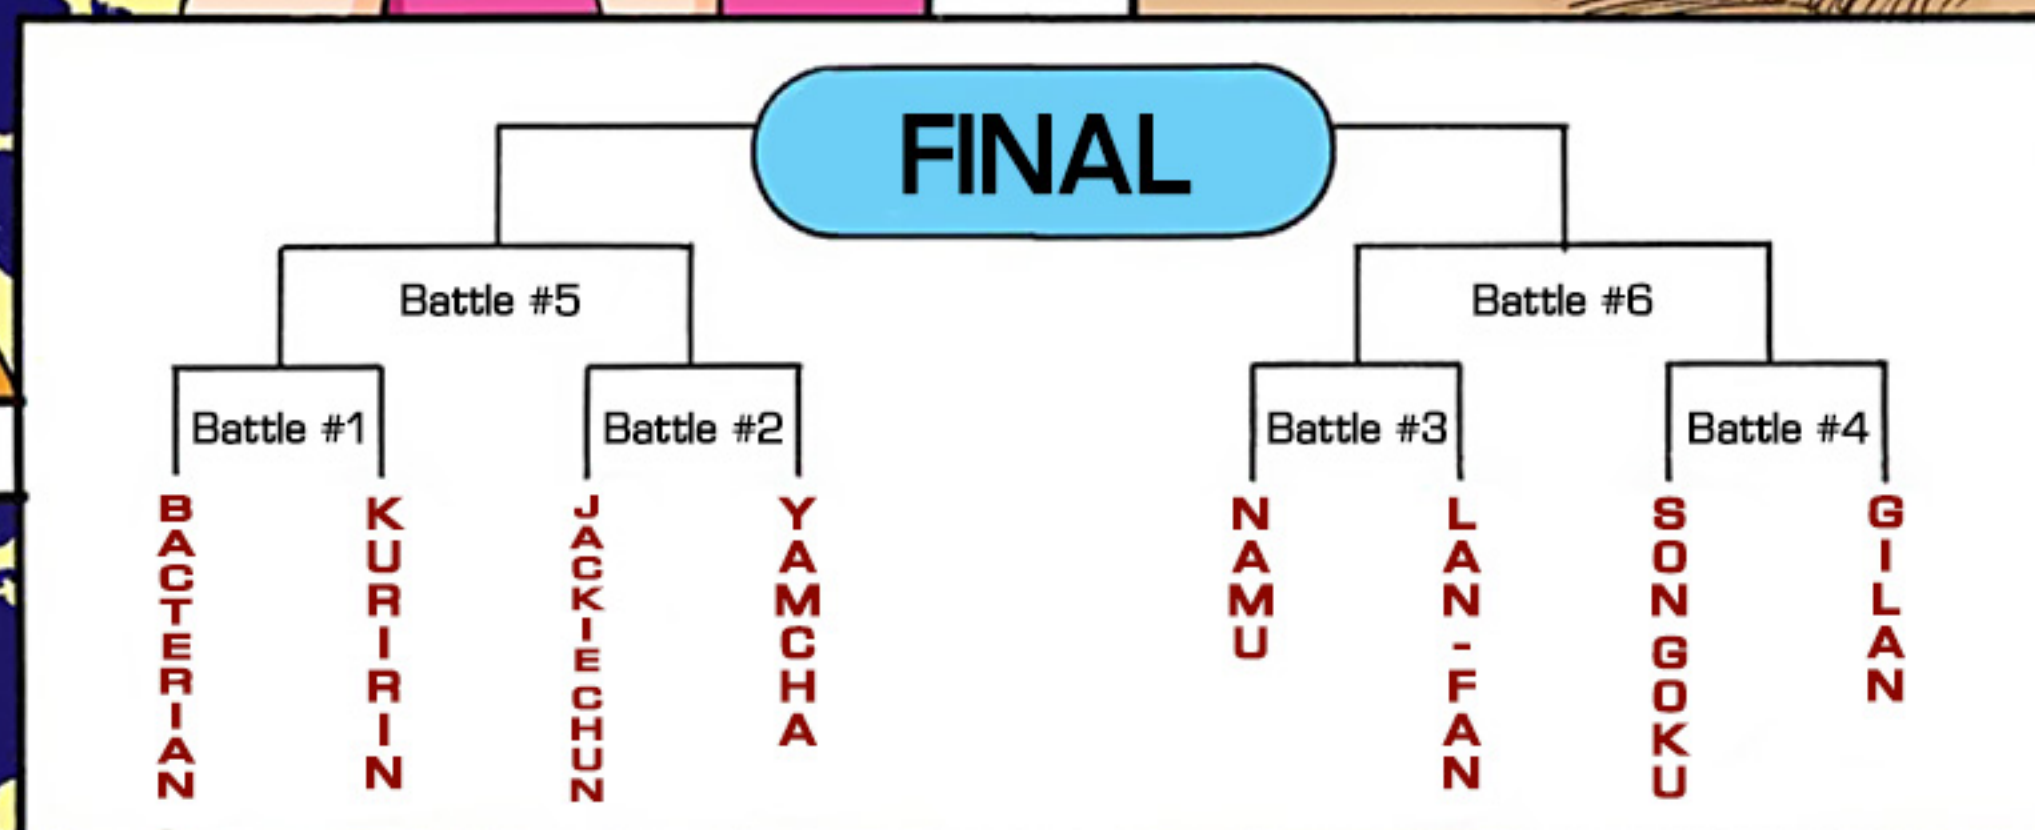 FINAL
Battle #5
Battle #6
Battle #1
Battle #2
Battle #3
Battle #4
BACTERIAN
KURIRIN
JACKIE CHUN
YAMCHA
NAMU
LAN-FAN
SON GOKU
GILAN